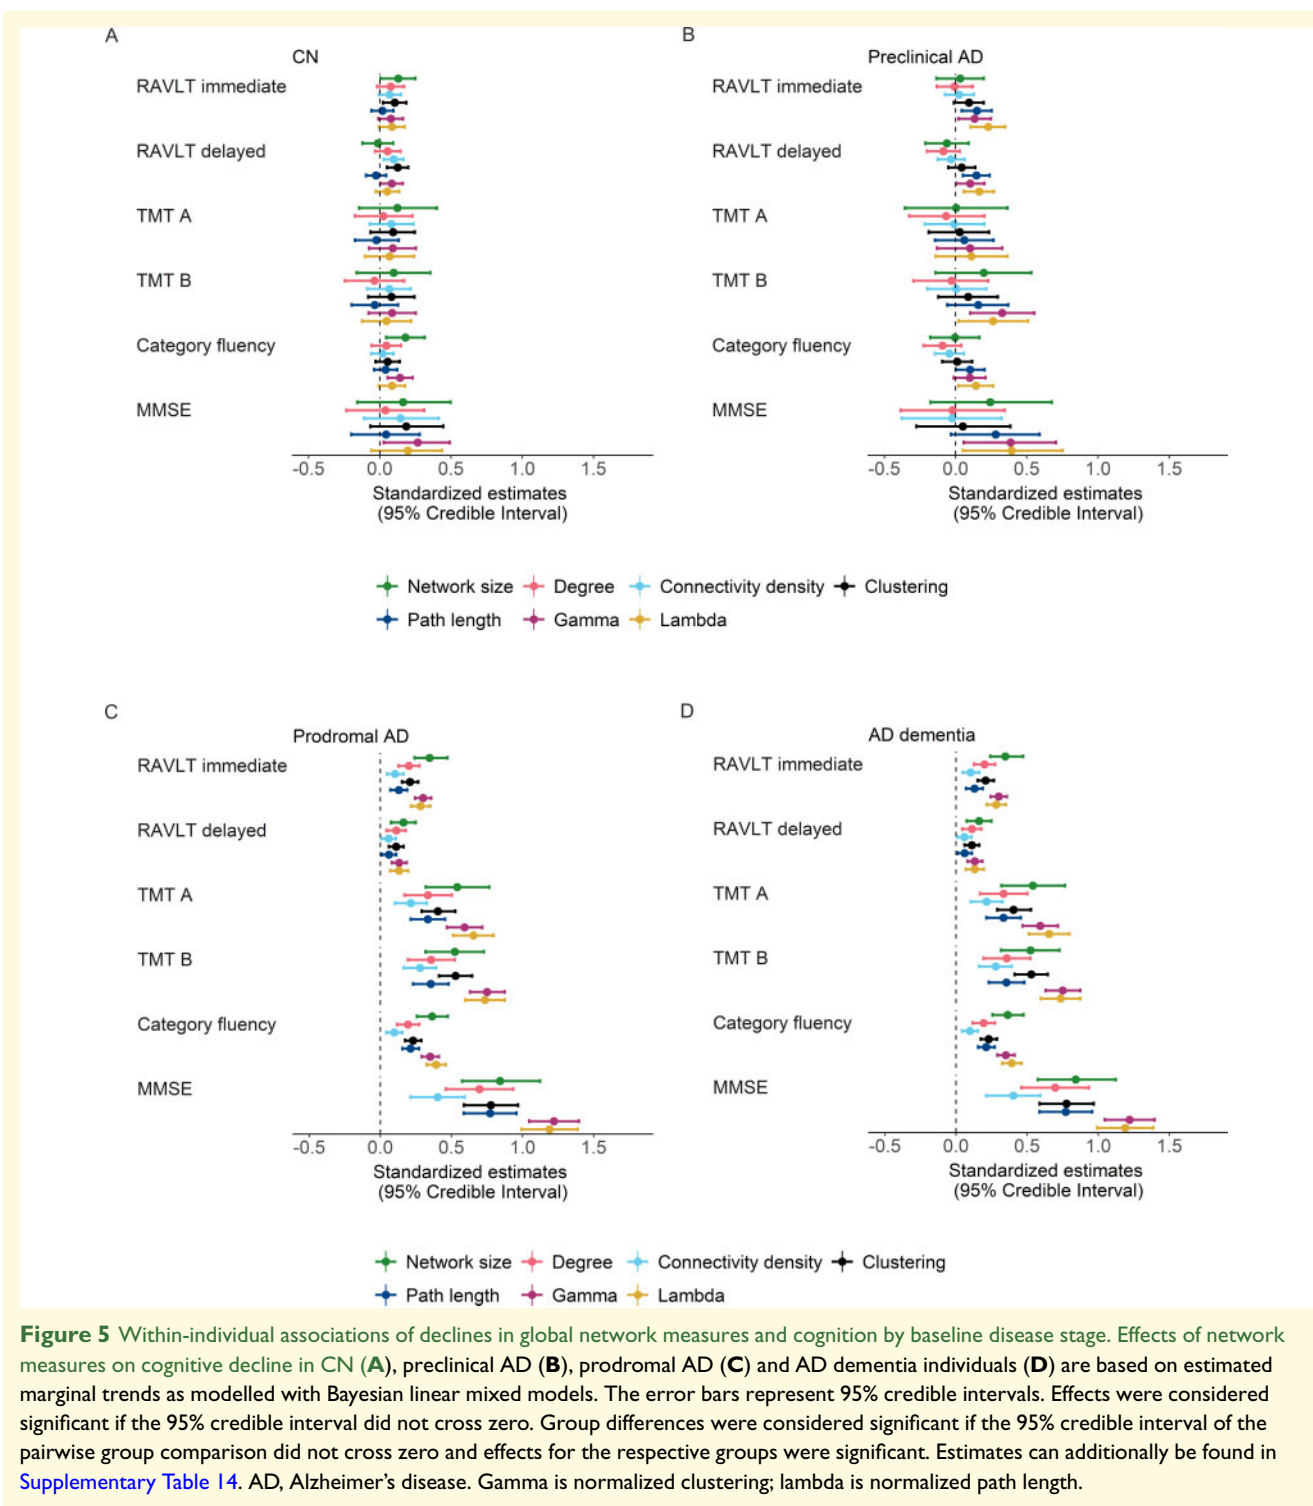 A
CN
RAVLT immediate
RAVLT delayed
TMT A
TMT B
Category fluency
MMSE
-0.5 0.0 0.5 1.0 1.5
Standardized estimates
(95% Credible Interval)
B
Preclinical AD
RAVLT immediate
RAVLT delayed
TMT A
TMT B
Category fluency
MMSE
-0.5 0.0 0.5 1.0 1.5
Standardized estimates
(95% Credible Interval)
Network size Degree Connectivity density Clustering
Path length Gamma Lambda
C
Prodromal AD
RAVLT immediate
RAVLT delayed
TMT A
TMT B
Category fluency
MMSE
-0.5 0.0 0.5 1.0 1.5
Standardized estimates
(95% Credible Interval)
D
AD dementia
RAVLT immediate
RAVLT delayed
TMT A
TMT B
Category fluency
MMSE
-0.5 0.0 0.5 1.0 1.5
Standardized estimates
(95% Credible Interval)
Network size Degree Connectivity density Clustering
Path length Gamma Lambda
Figure 5 Within-individual associations of declines in global network measures and cognition by baseline disease stage. Effects of network
measures on cognitive decline in CN (A), preclinical AD (B), prodromal AD (C) and AD dementia individuals (D) are based on estimated
marginal trends as modelled with Bayesian linear mixed models. The error bars represent 95% credible intervals. Effects were considered
significant if the 95% credible interval did not cross zero. Group differences were considered significant if the 95% credible interval of the
pairwise group comparison did not cross zero and effects for the respective groups were significant. Estimates can additionally be found in
Supplementary Table 14. AD, Alzheimer's disease. Gamma is normalized clustering; lambda is normalized path length.